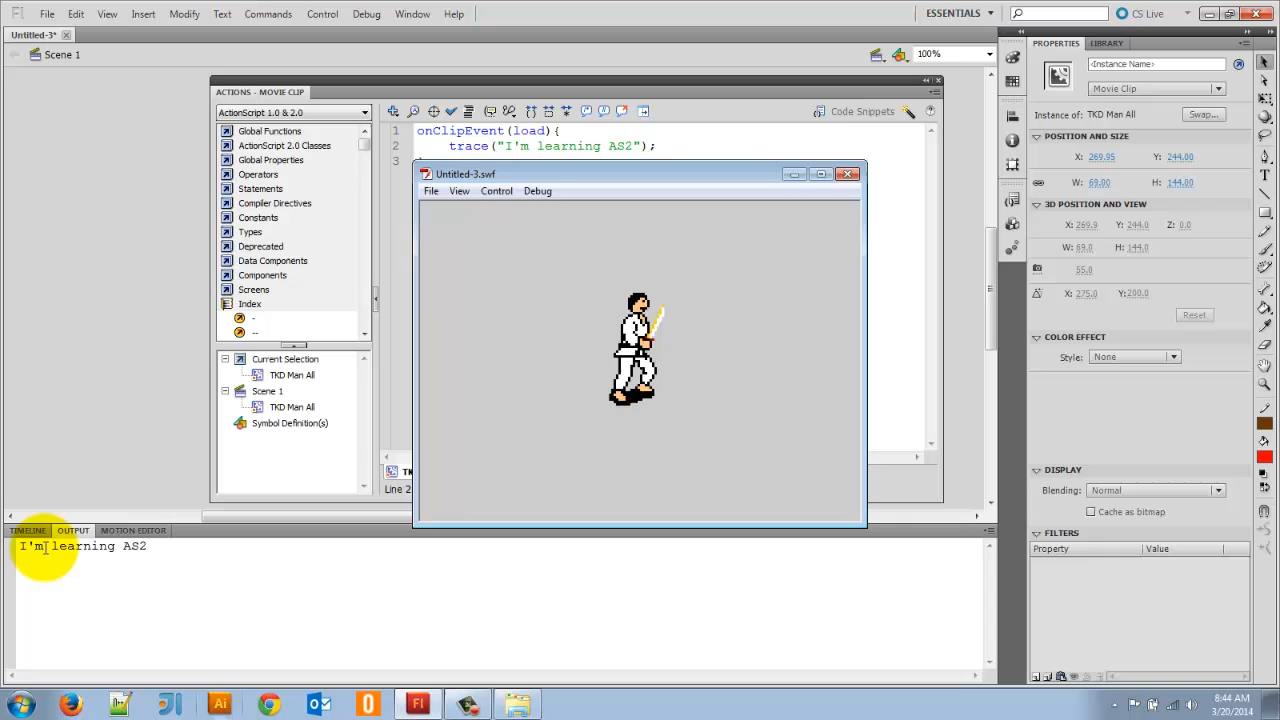 Fl File Edit View Insert Modify Text Commands Control Debug Window Help ESSENTIALS CS Live
Untitled-3*
Scene 1 100%
PROPERTIES LIBRARY
<Instance Name>
Movie Clip
Instance of: TKD Man All Swap...
POSITION AND SIZE
X: 269.95 Y: 244.00
W: 69.00 H: 144.00
3D POSITION AND VIEW
X: 269.9 Y: 244.0 Z: 0.0
W: 69.0 H: 144.0
55.0
X: 275.0 Y: 200.0
Reset
COLOR EFFECT
Style: None
DISPLAY
Blending: Normal
Cache as bitmap
FILTERS
Property Value
ACTIONS - MOVIE CLIP
ActionScript 1.0 & 2.0
Code Snippets
Global Functions
ActionScript 2.0 Classes
Global Properties
Operators
Statements
Compiler Directives
Constants
Types
Deprecated
Data Components
Components
Screens
Index
-
--
Current Selection
TKD Man All
Scene 1
TKD Man All
Symbol Definition(s)
1 onClipEvent(load){
2 trace("I'm learning AS2");
3
Line 2
Untitled-3.swf
File View Control Debug
TIMELINE OUTPUT MOTION EDITOR
I'm learning AS2
Ai O Fl
8:44 AM
3/20/2014